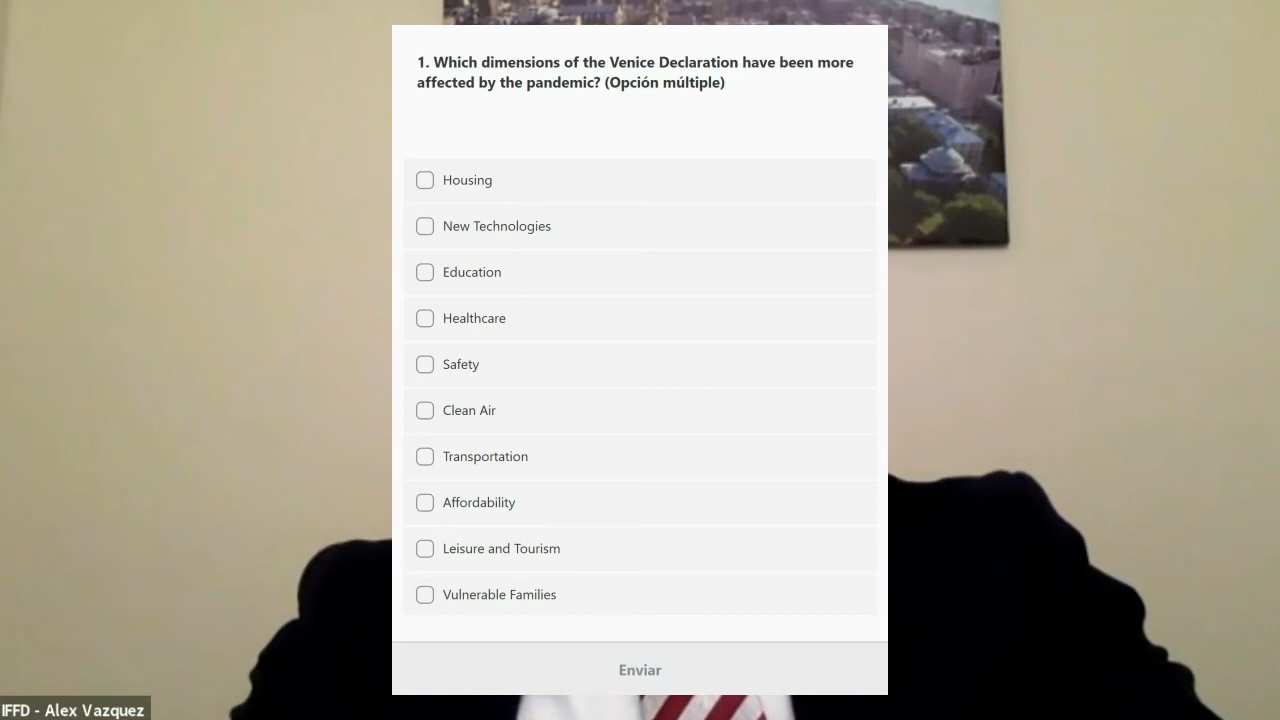 1. Which dimensions of the Venice Declaration have been more
affected by the pandemic? (Opción múltiple)
Housing
New Technologies
Education
Healthcare
Safety
Clean Air
Transportation
Affordability
Leisure and Tourism
Vulnerable Families
Enviar
IFFD - Alex Vazquez